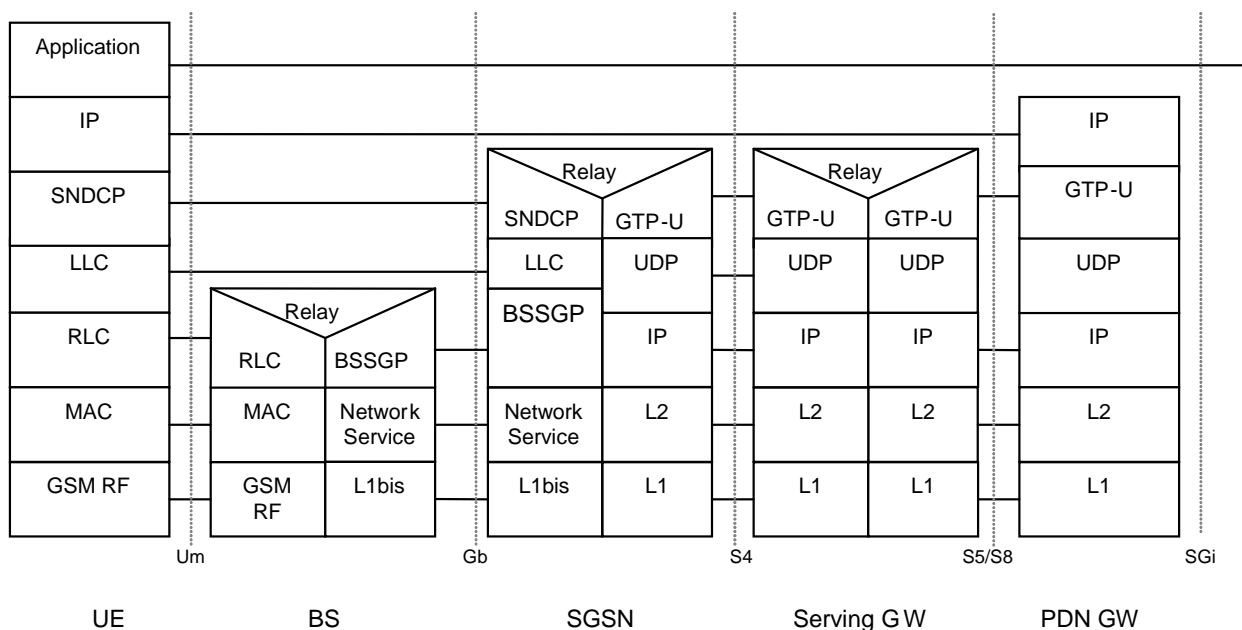 Application
IP
IP
Relay
Relay
SNDCP
GTP-U
SNDCP
GTP-U
GTP-U
GTP-U
LLC
LLC
UDP
UDP
UDP
UDP
Relay
BSSGP
RLC
IP
IP
IP
IP
RLC
BSSGP
MAC
MAC
Network
Service
Network
Service
L2
L2
L2
L2
GSM RF
GSM
RF
L1bis
L1bis
L1
L1
L1
L1
Um
Gb
S4
S5/S8
SGi
UE
BS
SGSN
Serving GW
PDN GW